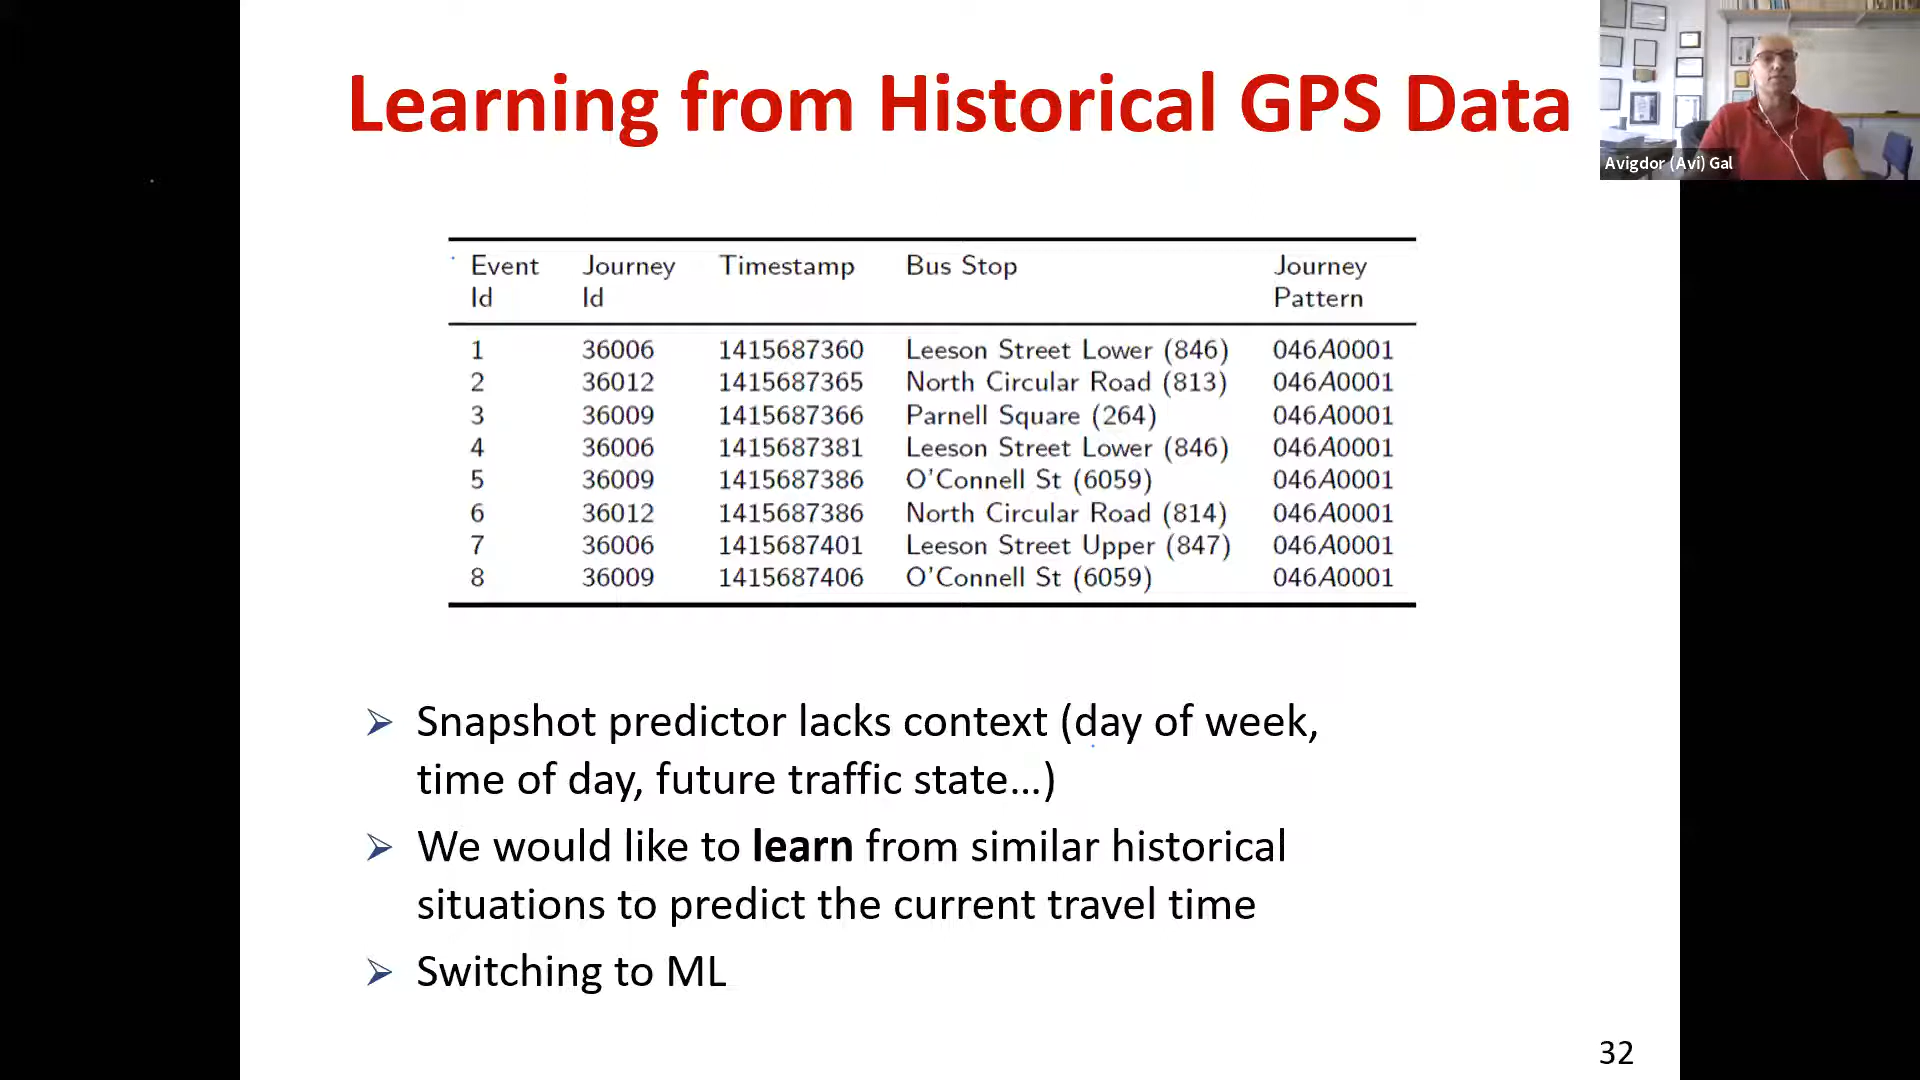 Learning from Historical GPS Data
Avigdor (Avi) Gal
Event Journey Timestamp Bus Stop Journey
Id Id Pattern
1 36006 1415687360 Leeson Street Lower (846) 046A0001
2 36012 1415687365 North Circular Road (813) 046A0001
3 36009 1415687366 Parnell Square (264) 046A0001
4 36006 1415687381 Leeson Street Lower (846) 046A0001
5 36009 1415687386 O'Connell St (6059) 046A0001
6 36012 1415687386 North Circular Road (814) 046A0001
7 36006 1415687401 Leeson Street Upper (847) 046A0001
8 36009 1415687406 O'Connell St (6059) 046A0001
➢ Snapshot predictor lacks context (day of week,
time of day, future traffic state…)
➢ We would like to learn from similar historical
situations to predict the current travel time
➢ Switching to ML
32